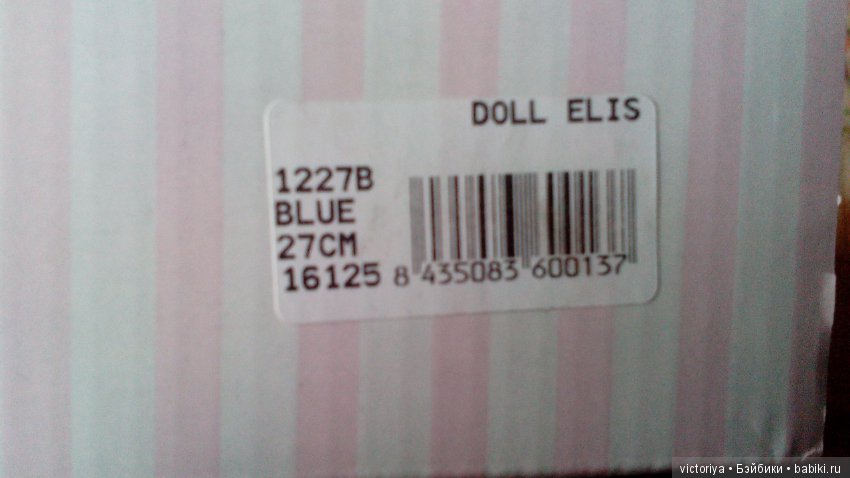 DOLL ELIS
1227B
BLUE
27CM
16125
8 435083 600137
victoriya • Бэйбики • babiki.ru